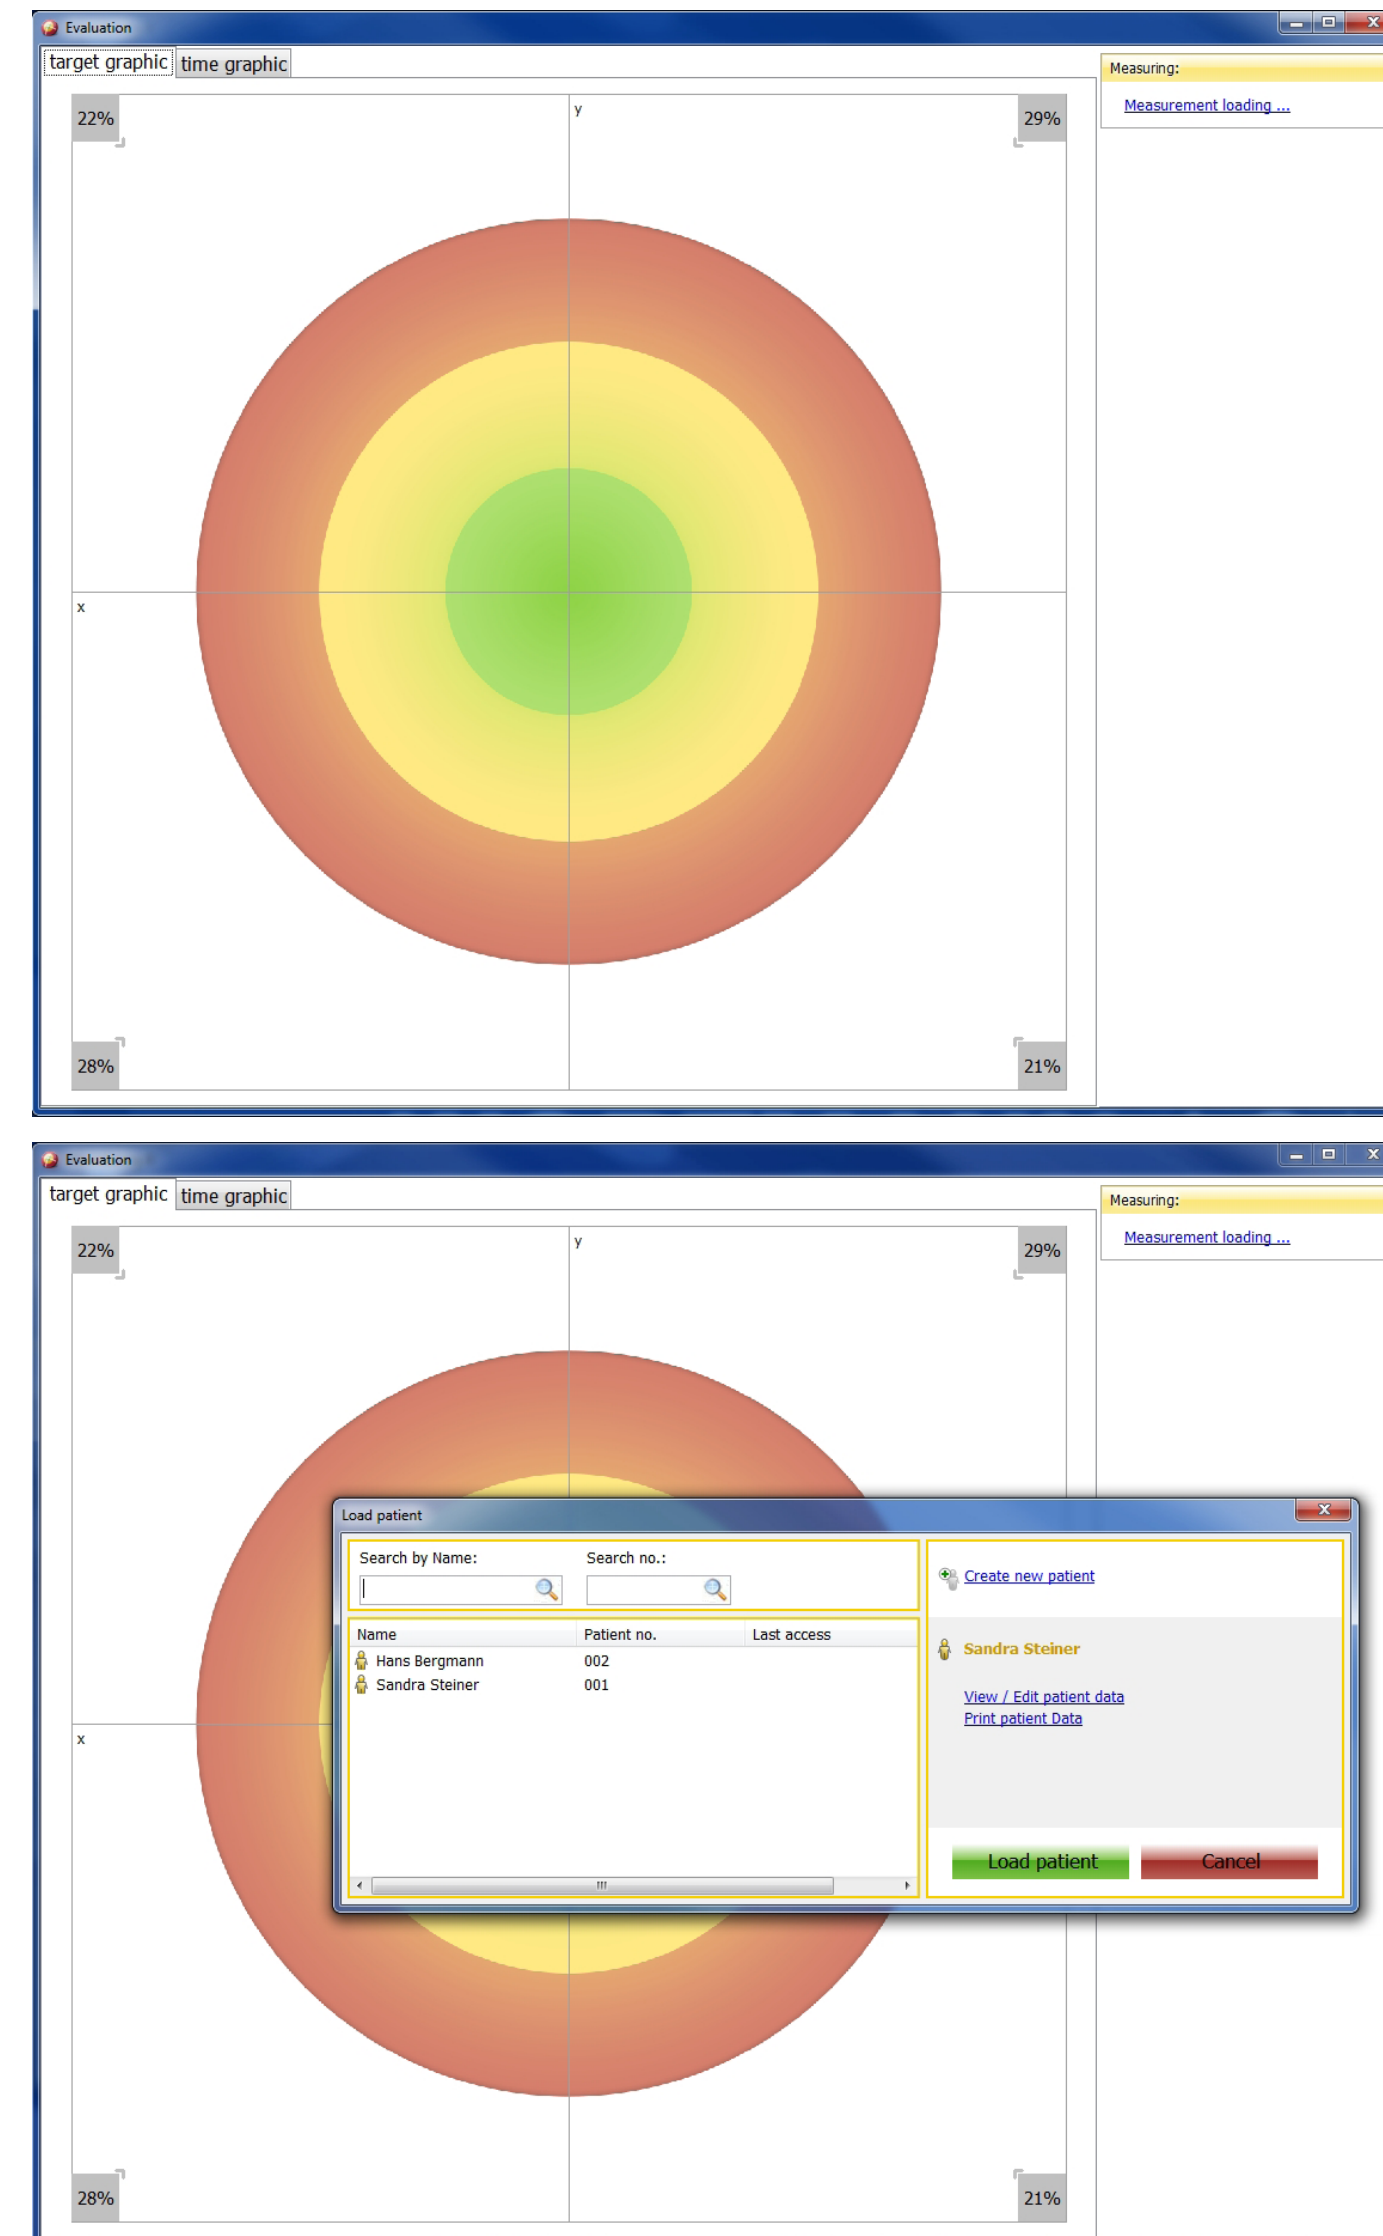 Evaluation
target graphic time graphic
Measuring:
Measurement loading ...
22% y 29%
x
28% 21%
Evaluation
target graphic time graphic
Measuring:
Measurement loading ...
22% y 29%
Load patient
Search by Name: Search no.:
Create new patient
Name Patient no. Last access
Hans Bergmann 002
Sandra Steiner 001
Sandra Steiner
View / Edit patient data
Print patient Data
x
Load patient Cancel
28% 21%